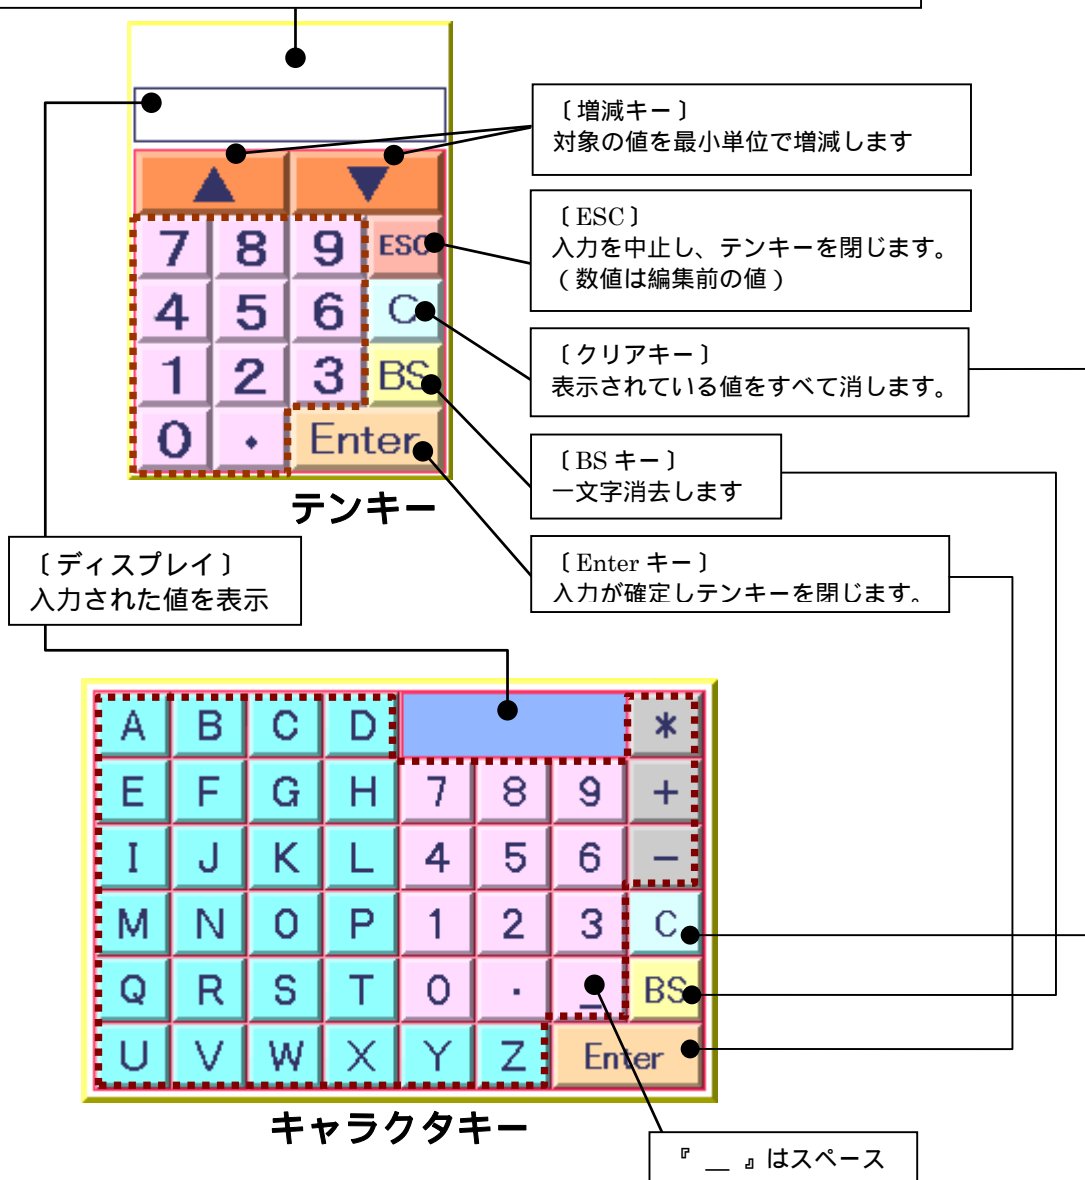 〔増減キー〕
対象の値を最小単位で増減します
▲ ▼
〔ESC〕
入力を中止し、テンキーを閉じます。
(数値は編集前の値)
7 8 9 ESC
4 5 6 C
1 2 3 BS
0 ・ Enter
〔クリアキー〕
表示されている値をすべて消します。
〔BS キー〕
一文字消去します
テンキー
〔Enter キー〕
入力が確定しテンキーを閉じます。
〔ディスプレイ〕
入力された値を表示
A B C D *
E F G H 7 8 9 +
I J K L 4 5 6 −
M N O P 1 2 3 C
Q R S T 0 ・ _ BS
U V W X Y Z Enter
キャラクタキー
『 _ 』はスペース